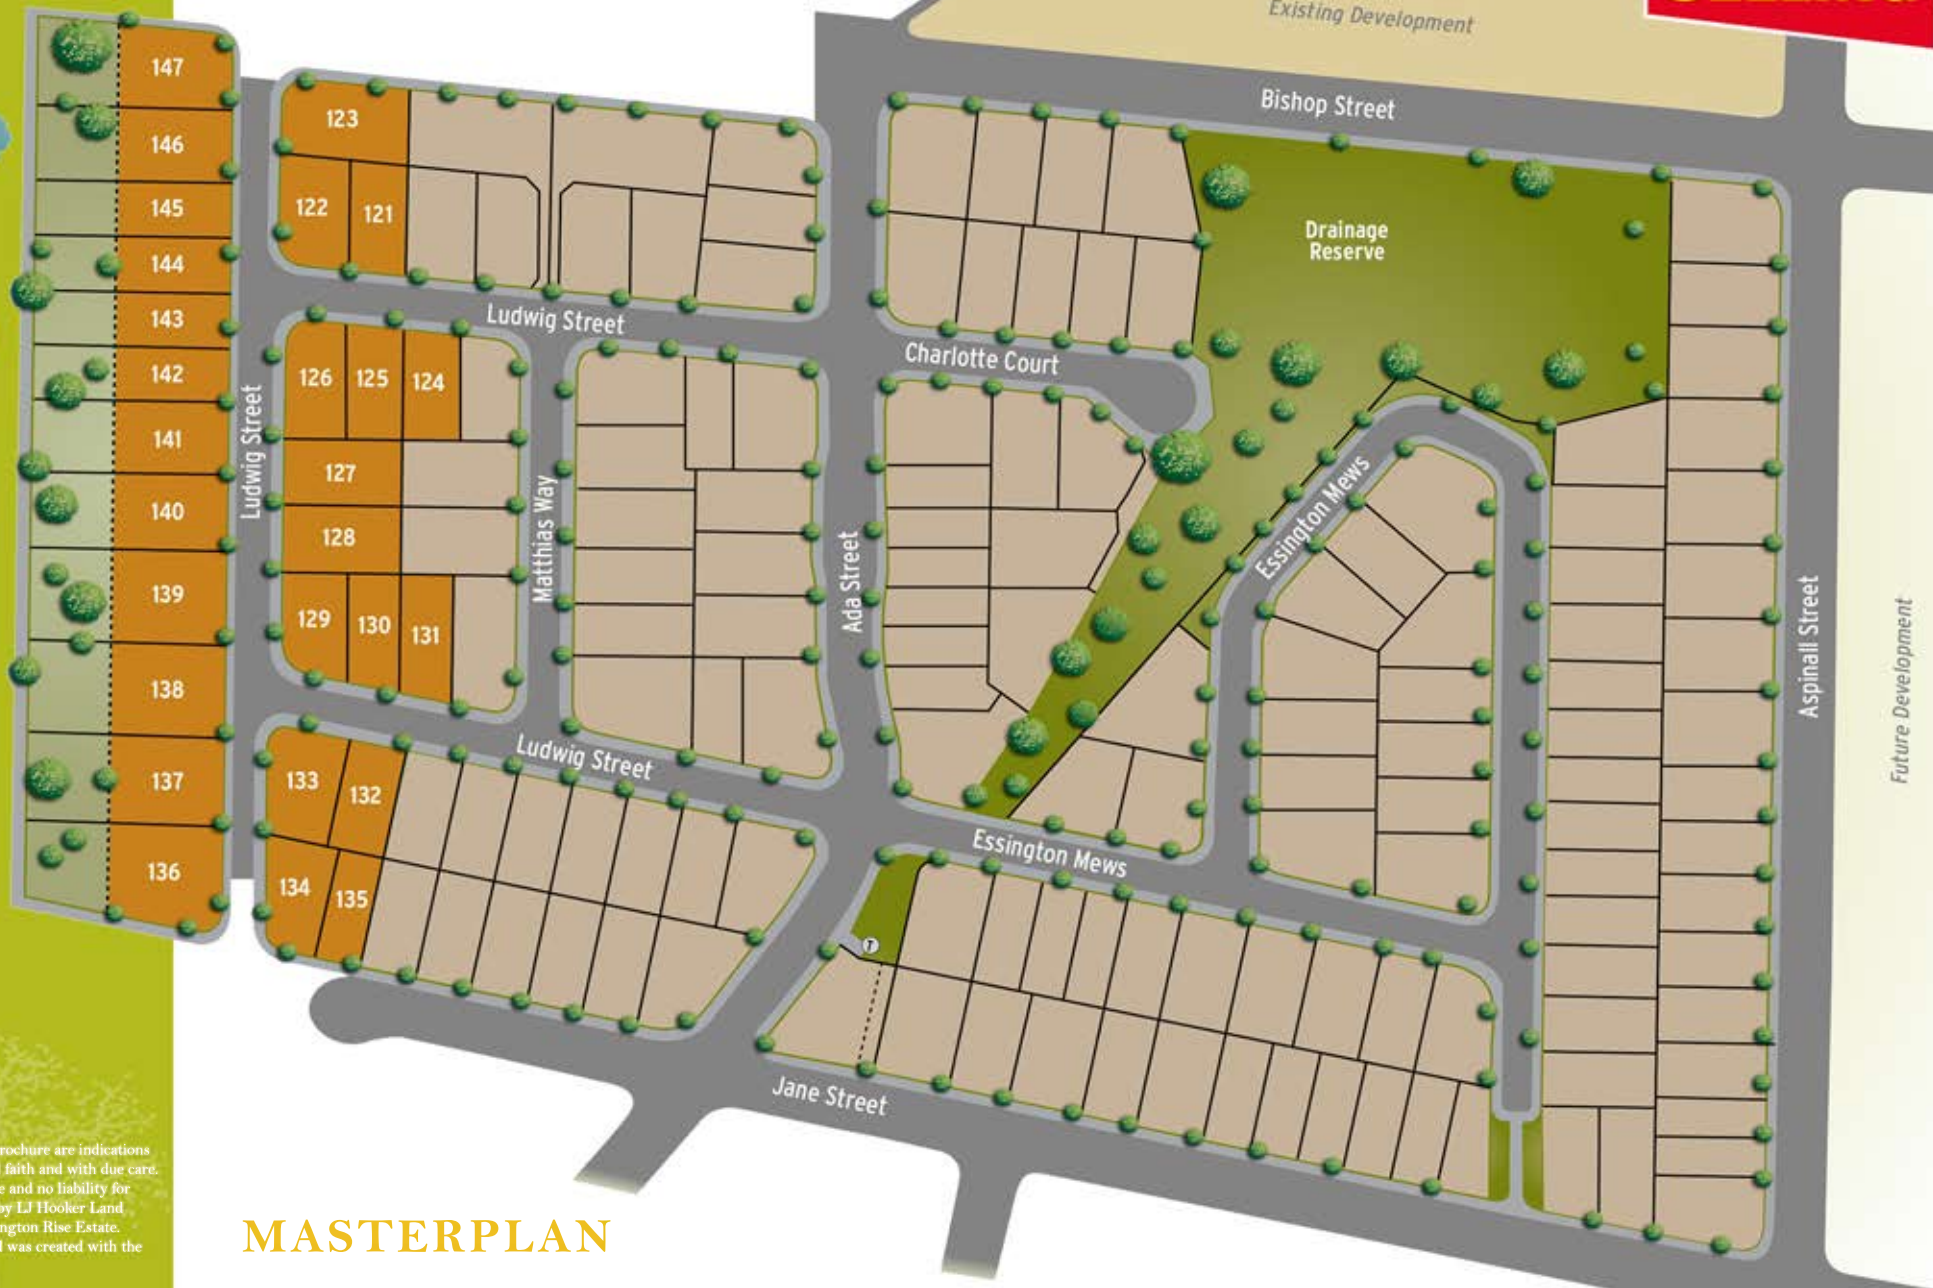 Existing Development
Bishop Street
147
146
145
144
143
142
141
140
139
138
137
136
123
122
121
Drainage
Reserve
Ludwig Street
Charlotte Court
126
125
124
127
128
129
130
131
Ludwig Street
Matthias Way
Ada Street
Essington Mews
Aspinall Street
Future Development
Ludwig Street
133
132
134
135
Essington Mews
T
Jane Street
rochure are indications
faith and with due care.
and no liability for
by LJ Hooker Land
ngton Rise Estate.
was created with the
MASTERPLAN